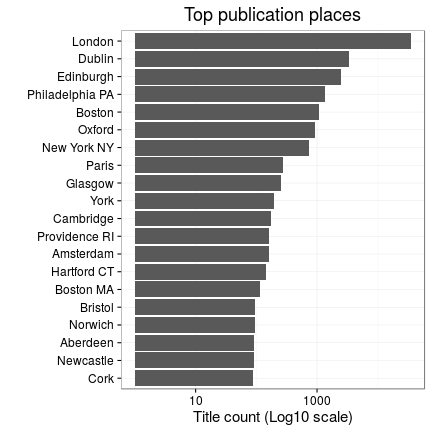 Top publication places
London
Dublin
Edinburgh
Philadelphia PA
Boston
Oxford
New York NY
Paris
Glasgow
York
Cambridge
Providence RI
Amsterdam
Hartford CT
Boston MA
Bristol
Norwich
Aberdeen
Newcastle
Cork
10 1000
Title count (Log10 scale)